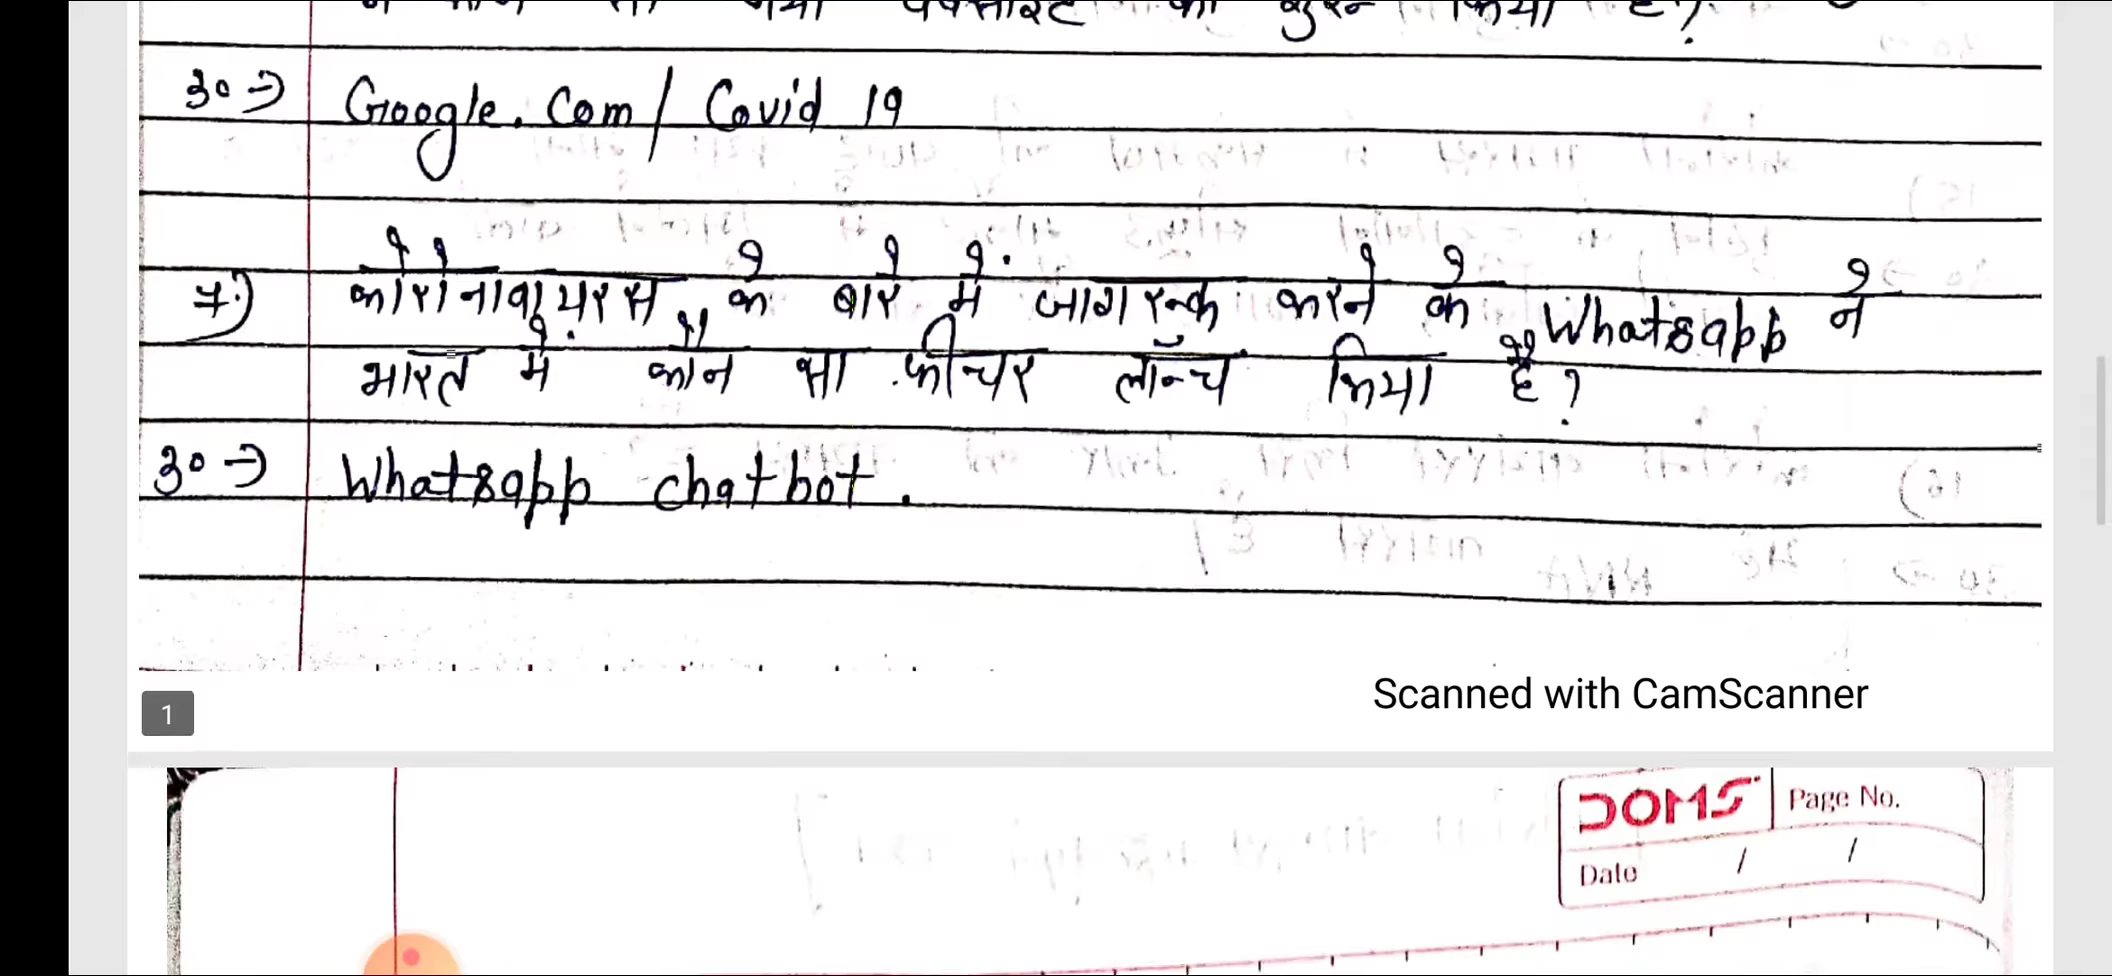 उ०→ Google.Com/ Covid 19
7.) कोरोनावायरस के बारे में जागरूक करने के Whatsapp ने
भारत में कौन सा फीचर लॉन्च किया है?
उ०→ Whatsapp chatbot.
1
Scanned with CamScanner
DOMS Page No.
Date / /